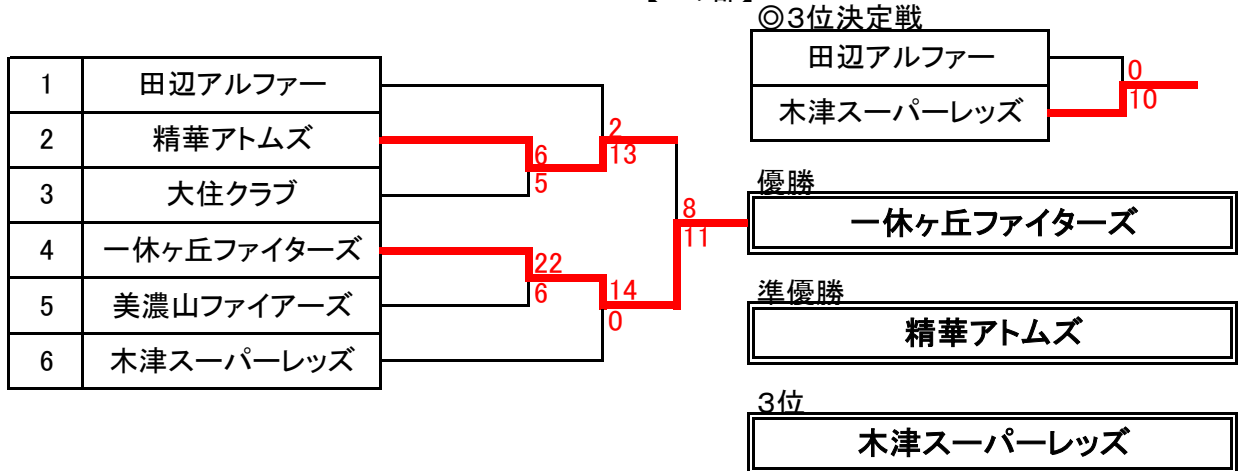 ◎3位決定戦
田辺アルファー
木津スーパーレッズ
0
10
1 田辺アルファー
2 精華アトムズ
3 大住クラブ
4 一休ヶ丘ファイターズ
5 美濃山ファイアーズ
6 木津スーパーレッズ
6
5
2
13
22
6
14
0
8
11
優勝
一休ヶ丘ファイターズ
準優勝
精華アトムズ
3位
木津スーパーレッズ